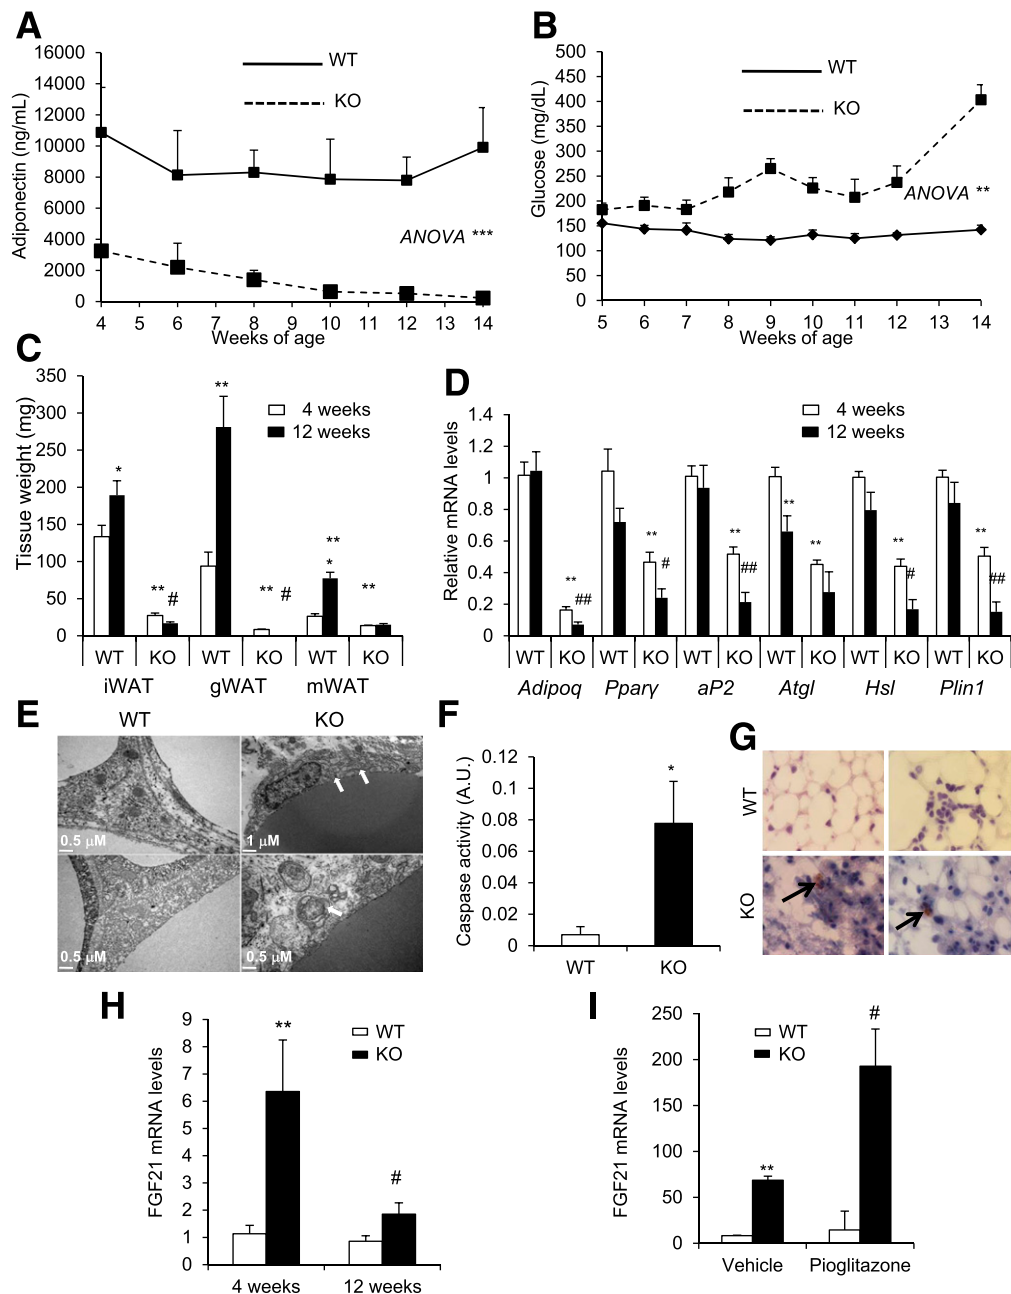 A
16000
14000
12000
10000
8000
6000
4000
2000
0
Adiponectin (ng/mL)
WT
KO
ANOVA ***
4 5 6 7 8 9 10 11 12 13 14
Weeks of age
B
500
450
400
350
300
250
200
150
100
50
0
Glucose (mg/dL)
WT
KO
ANOVA **
5 6 7 8 9 10 11 12 13 14
Weeks of age
C
350
300
250
200
150
100
50
0
Tissue weight (mg)
4 weeks
12 weeks
*
** #
**
** #
**
*
**
WT KO WT KO WT KO
iWAT gWAT mWAT
D
1.4
1.2
1
0.8
0.6
0.4
0.2
0
Relative mRNA levels
4 weeks
12 weeks
** ##
** #
** ##
** **
** #
** ##
WT KO WT KO WT KO WT KO WT KO WT KO
Adipoq Pparγ aP2 Atgl Hsl Plin1
E
WT KO
0.5 µM 1 µM
0.5 µM 0.5 µM
F
0.12
0.1
0.08
0.06
0.04
0.02
0
Caspase activity (A.U.)
*
WT KO
G
WT
KO
H
9
8
7
6
5
4
3
2
1
0
FGF21 mRNA levels
WT
KO
**
#
4 weeks 12 weeks
I
250
200
150
100
50
0
FGF21 mRNA levels
WT
KO
**
#
Vehicle Pioglitazone